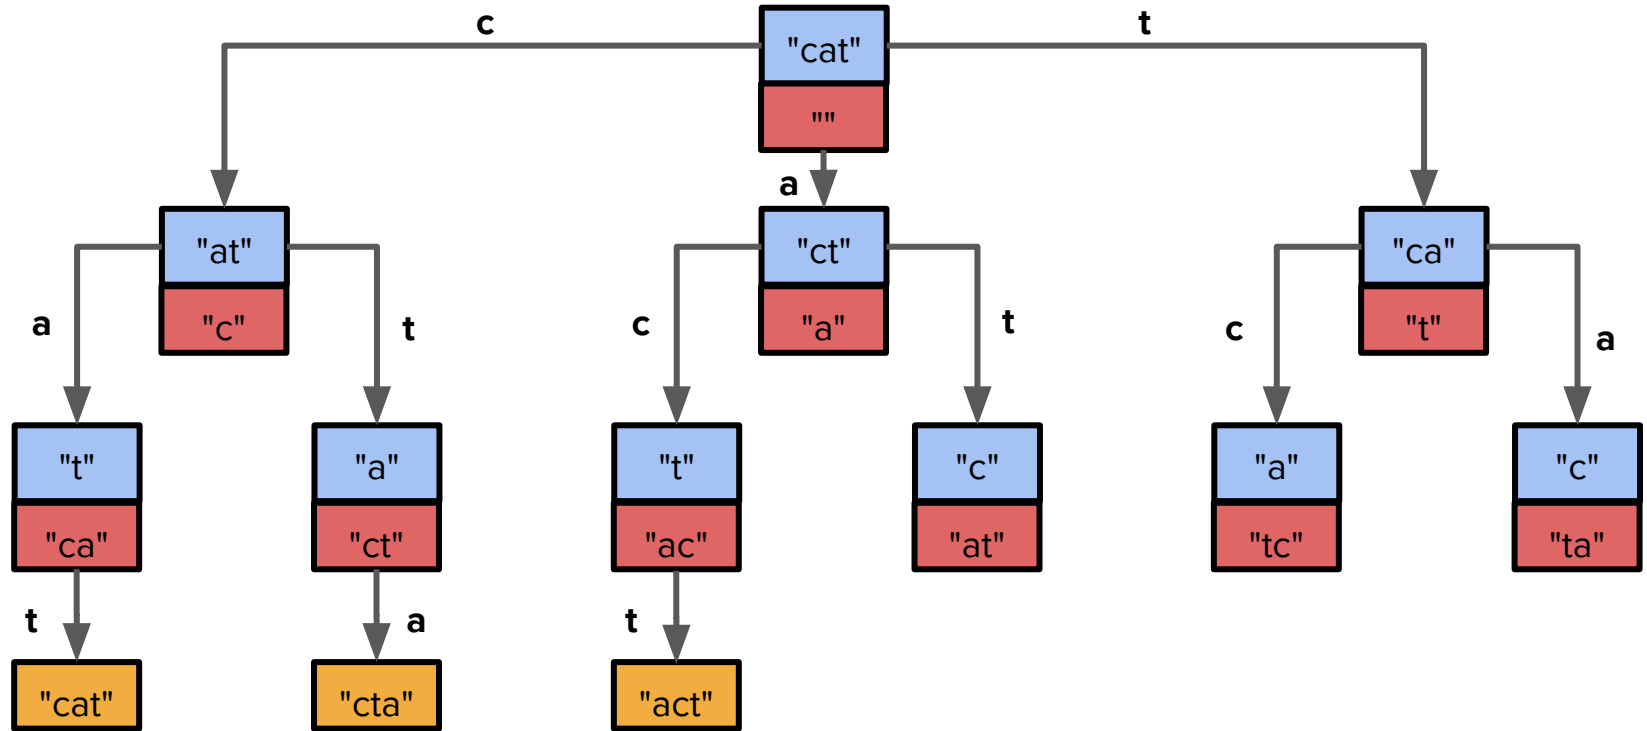 c
"cat"
t
""
a
"at"
"ct"
"ca"
"c"
"a"
"t"
a
t
c
t
c
a
"t"
"a"
"t"
"c"
"a"
"c"
"ca"
"ct"
"ac"
"at"
"tc"
"ta"
t
a
t
"cat"
"cta"
"act"